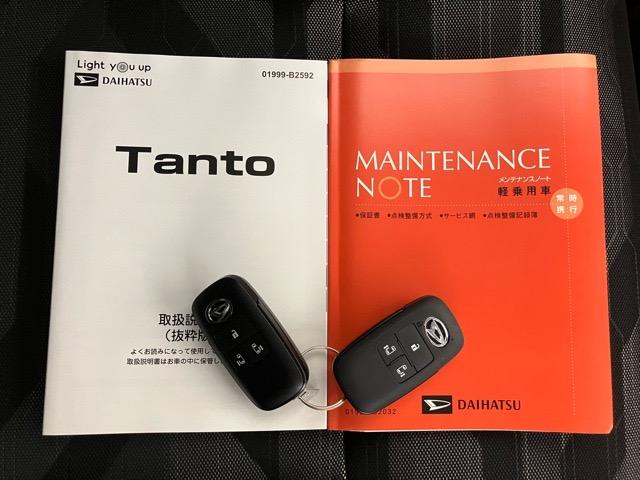 Light you up
DAIHATSU
01999-B2592
Tanto
取扱説
(抜粋版
よくお読みになって使用して
取扱説明書はお車の中に保管し
MAINTENANCE
NOTE
メンテナンスノート
軽乗用車
常時
携行
•保証書 •点検整備方式 •サービス網 •点検整備記録簿
DAIHATSU